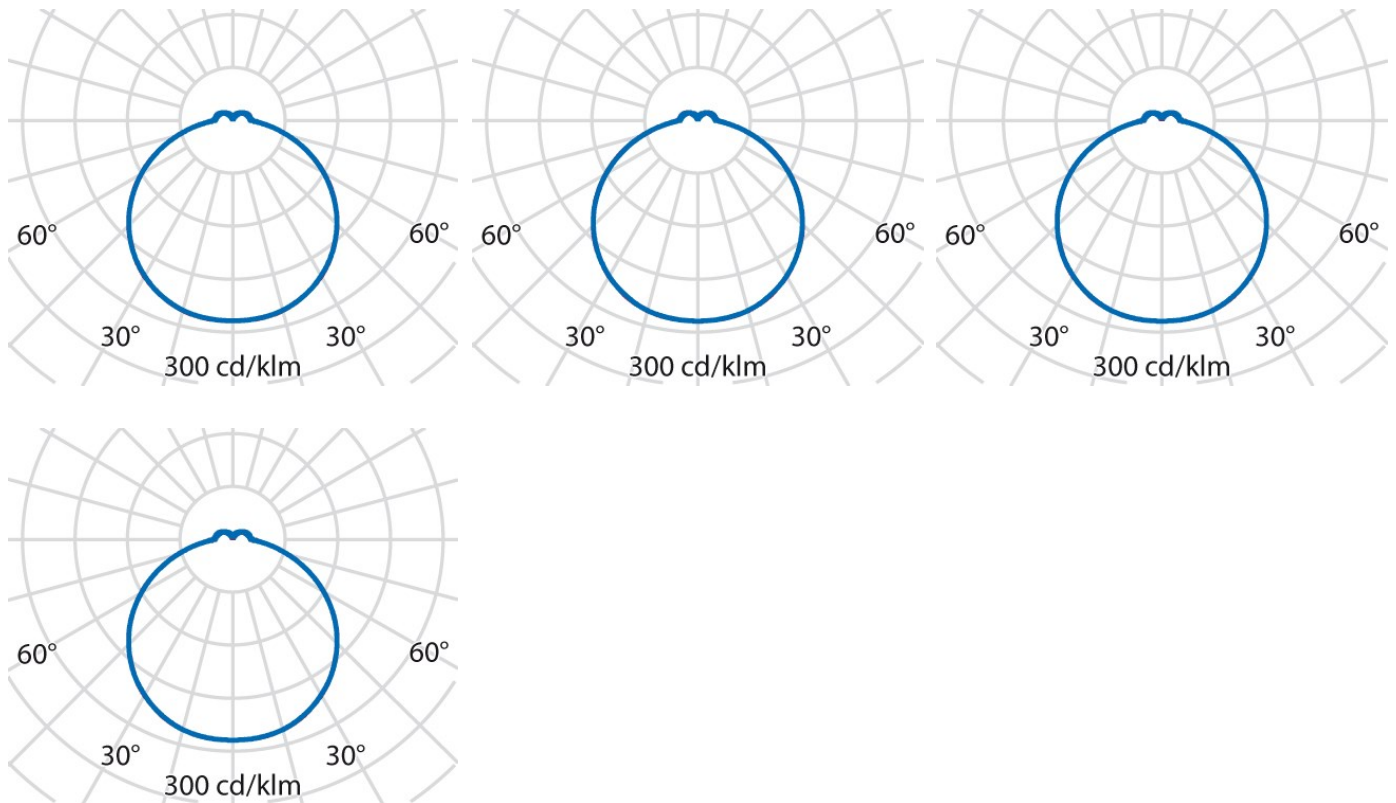 60° 60° 60° 60° 60° 60°
30° 30° 30° 30° 30° 30°
300 cd/klm 300 cd/klm 300 cd/klm
60° 60°
30° 30°
300 cd/klm